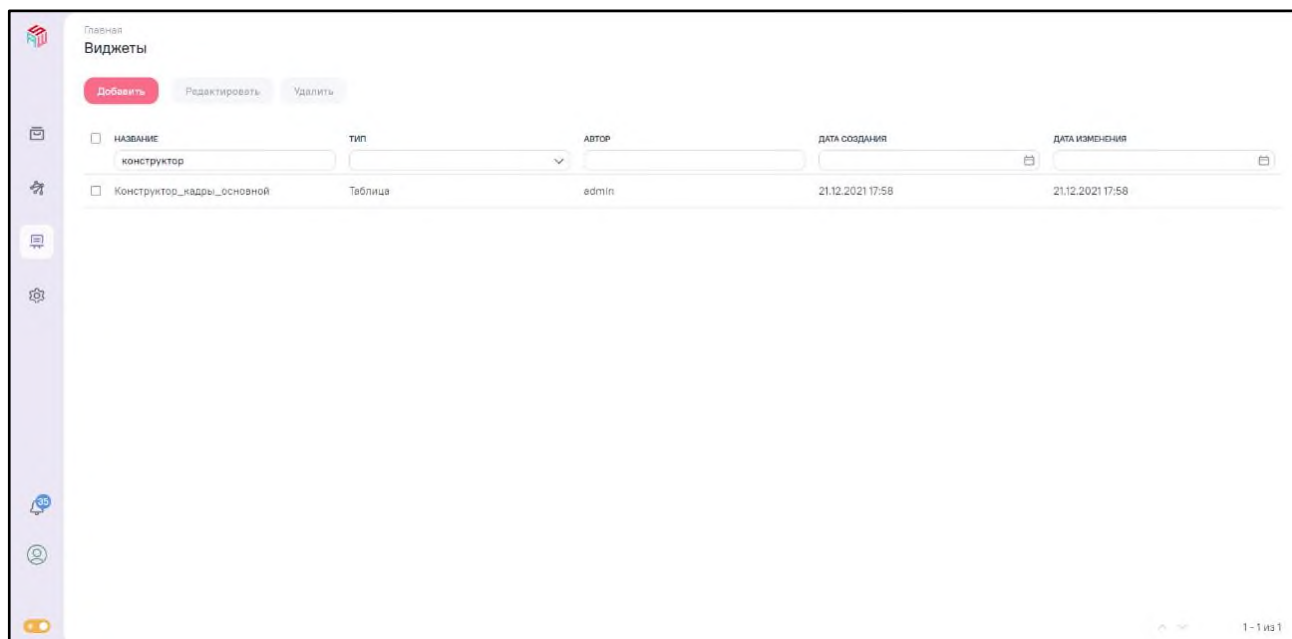 Главная
Виджеты
Добавить Редактировать Удалить
НАЗВАНИЕ ТИП АВТОР ДАТА СОЗДАНИЯ ДАТА ИЗМЕНЕНИЯ
конструктор
Конструктор_кадры_основной Таблица admin 21.12.2021 17:58 21.12.2021 17:58
35
1 - 1 из 1